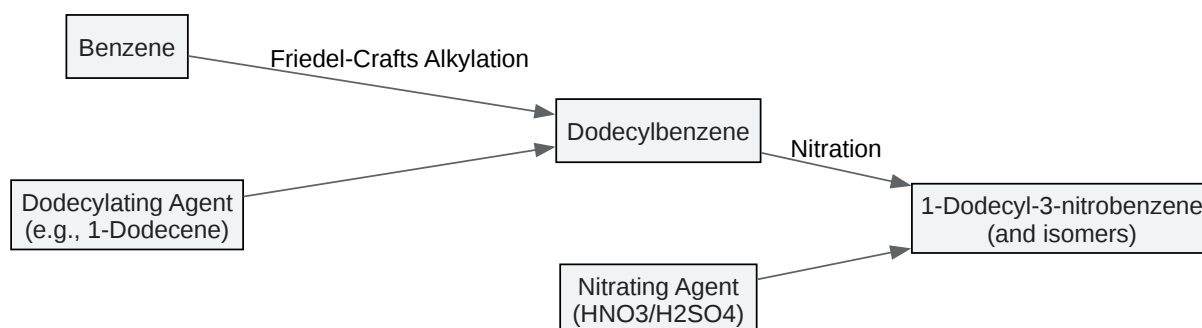 Benzene
Friedel-Crafts Alkylation
Dodecylbenzene
Nitration
Dodecylating Agent
(e.g., 1-Dodecene)
1-Dodecyl-3-nitrobenzene
(and isomers)
Nitrating Agent
(HNO3/H2SO4)